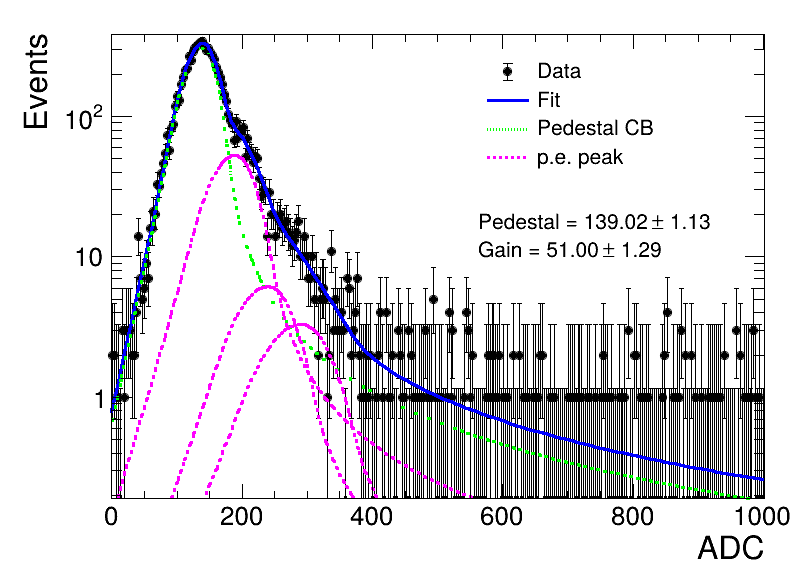 Events
10²
10
1
Data
Fit
Pedestal CB
p.e. peak
Pedestal = 139.02 ± 1.13
Gain = 51.00 ± 1.29
0 200 400 600 800 1000
ADC